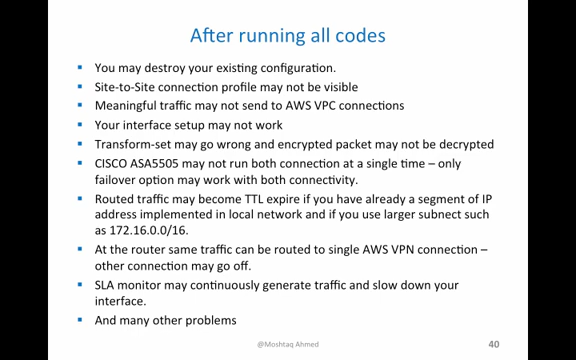 After running all codes
▪ You may destroy your existing configuration.
▪ Site-to-Site connection profile may not be visible
▪ Meaningful traffic may not send to AWS VPC connections
▪ Your interface setup may not work
▪ Transform-set may go wrong and encrypted packet may not be decrypted
▪ CISCO ASA5505 may not run both connection at a single time – only
failover option may work with both connectivity.
▪ Routed traffic may become TTL expire if you have already a segment of IP
address implemented in local network and if you use larger subnect such
as 172.16.0.0/16.
▪ At the router same traffic can be routed to single AWS VPN connection –
other connection may go off.
▪ SLA monitor may continuously generate traffic and slow down your
interface.
▪ And many other problems
@Moshtaq Ahmed
40